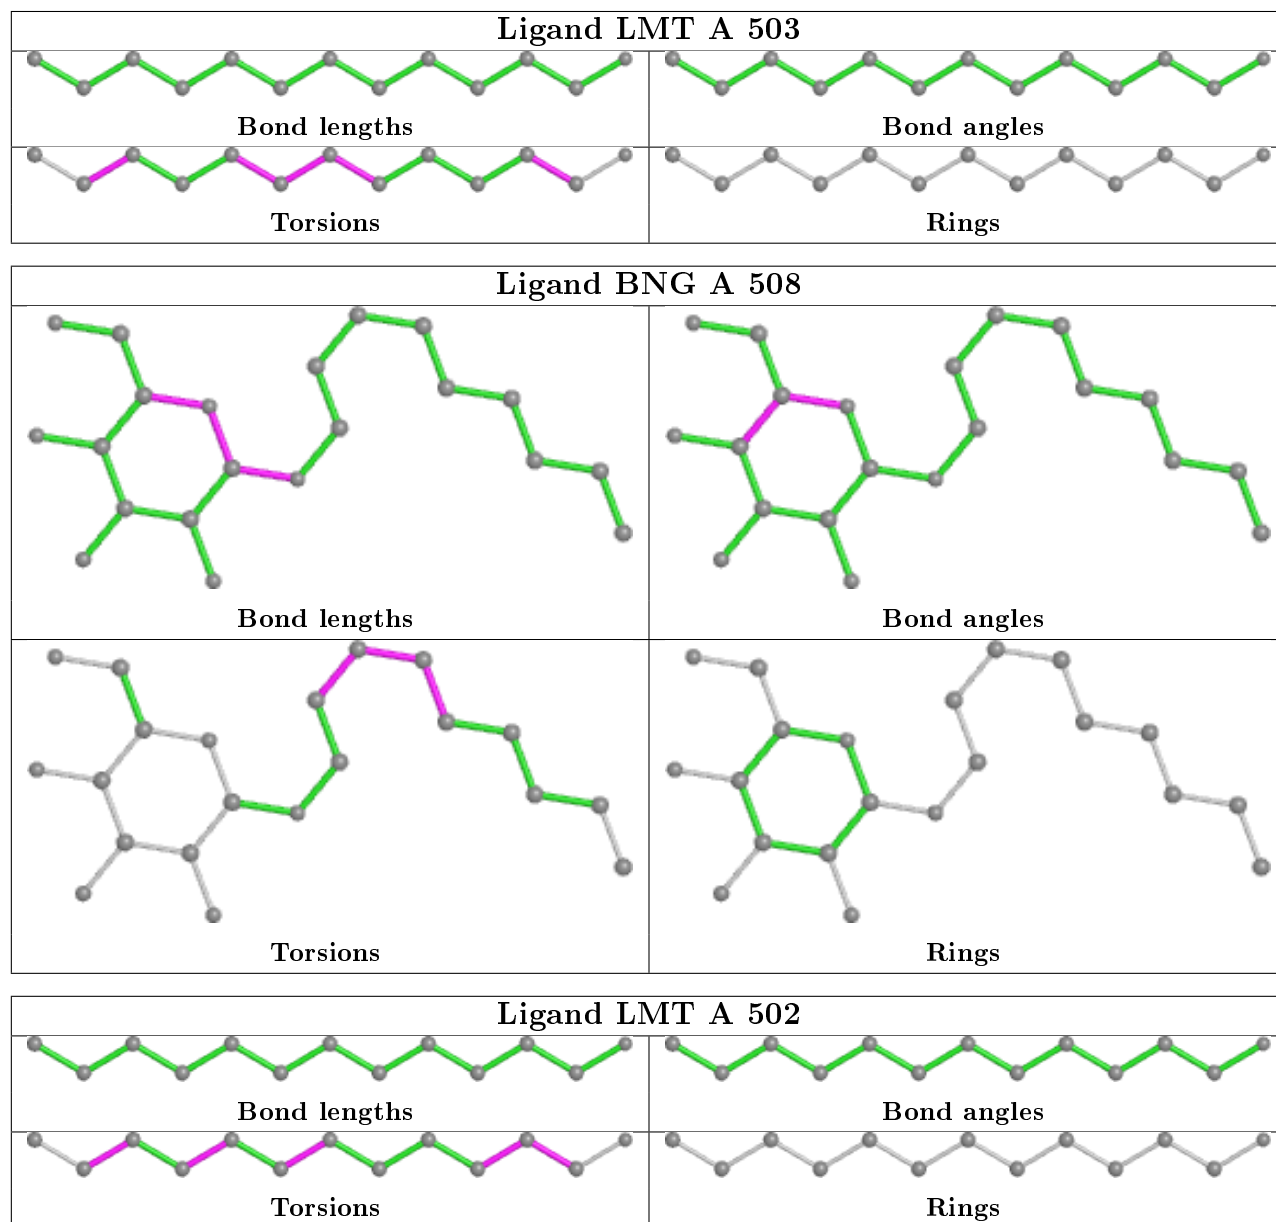 Ligand LMT A 503
Bond lengths
Bond angles
Torsions
Rings
Ligand BNG A 508
Bond lengths
Bond angles
Torsions
Rings
Ligand LMT A 502
Bond lengths
Bond angles
Torsions
Rings